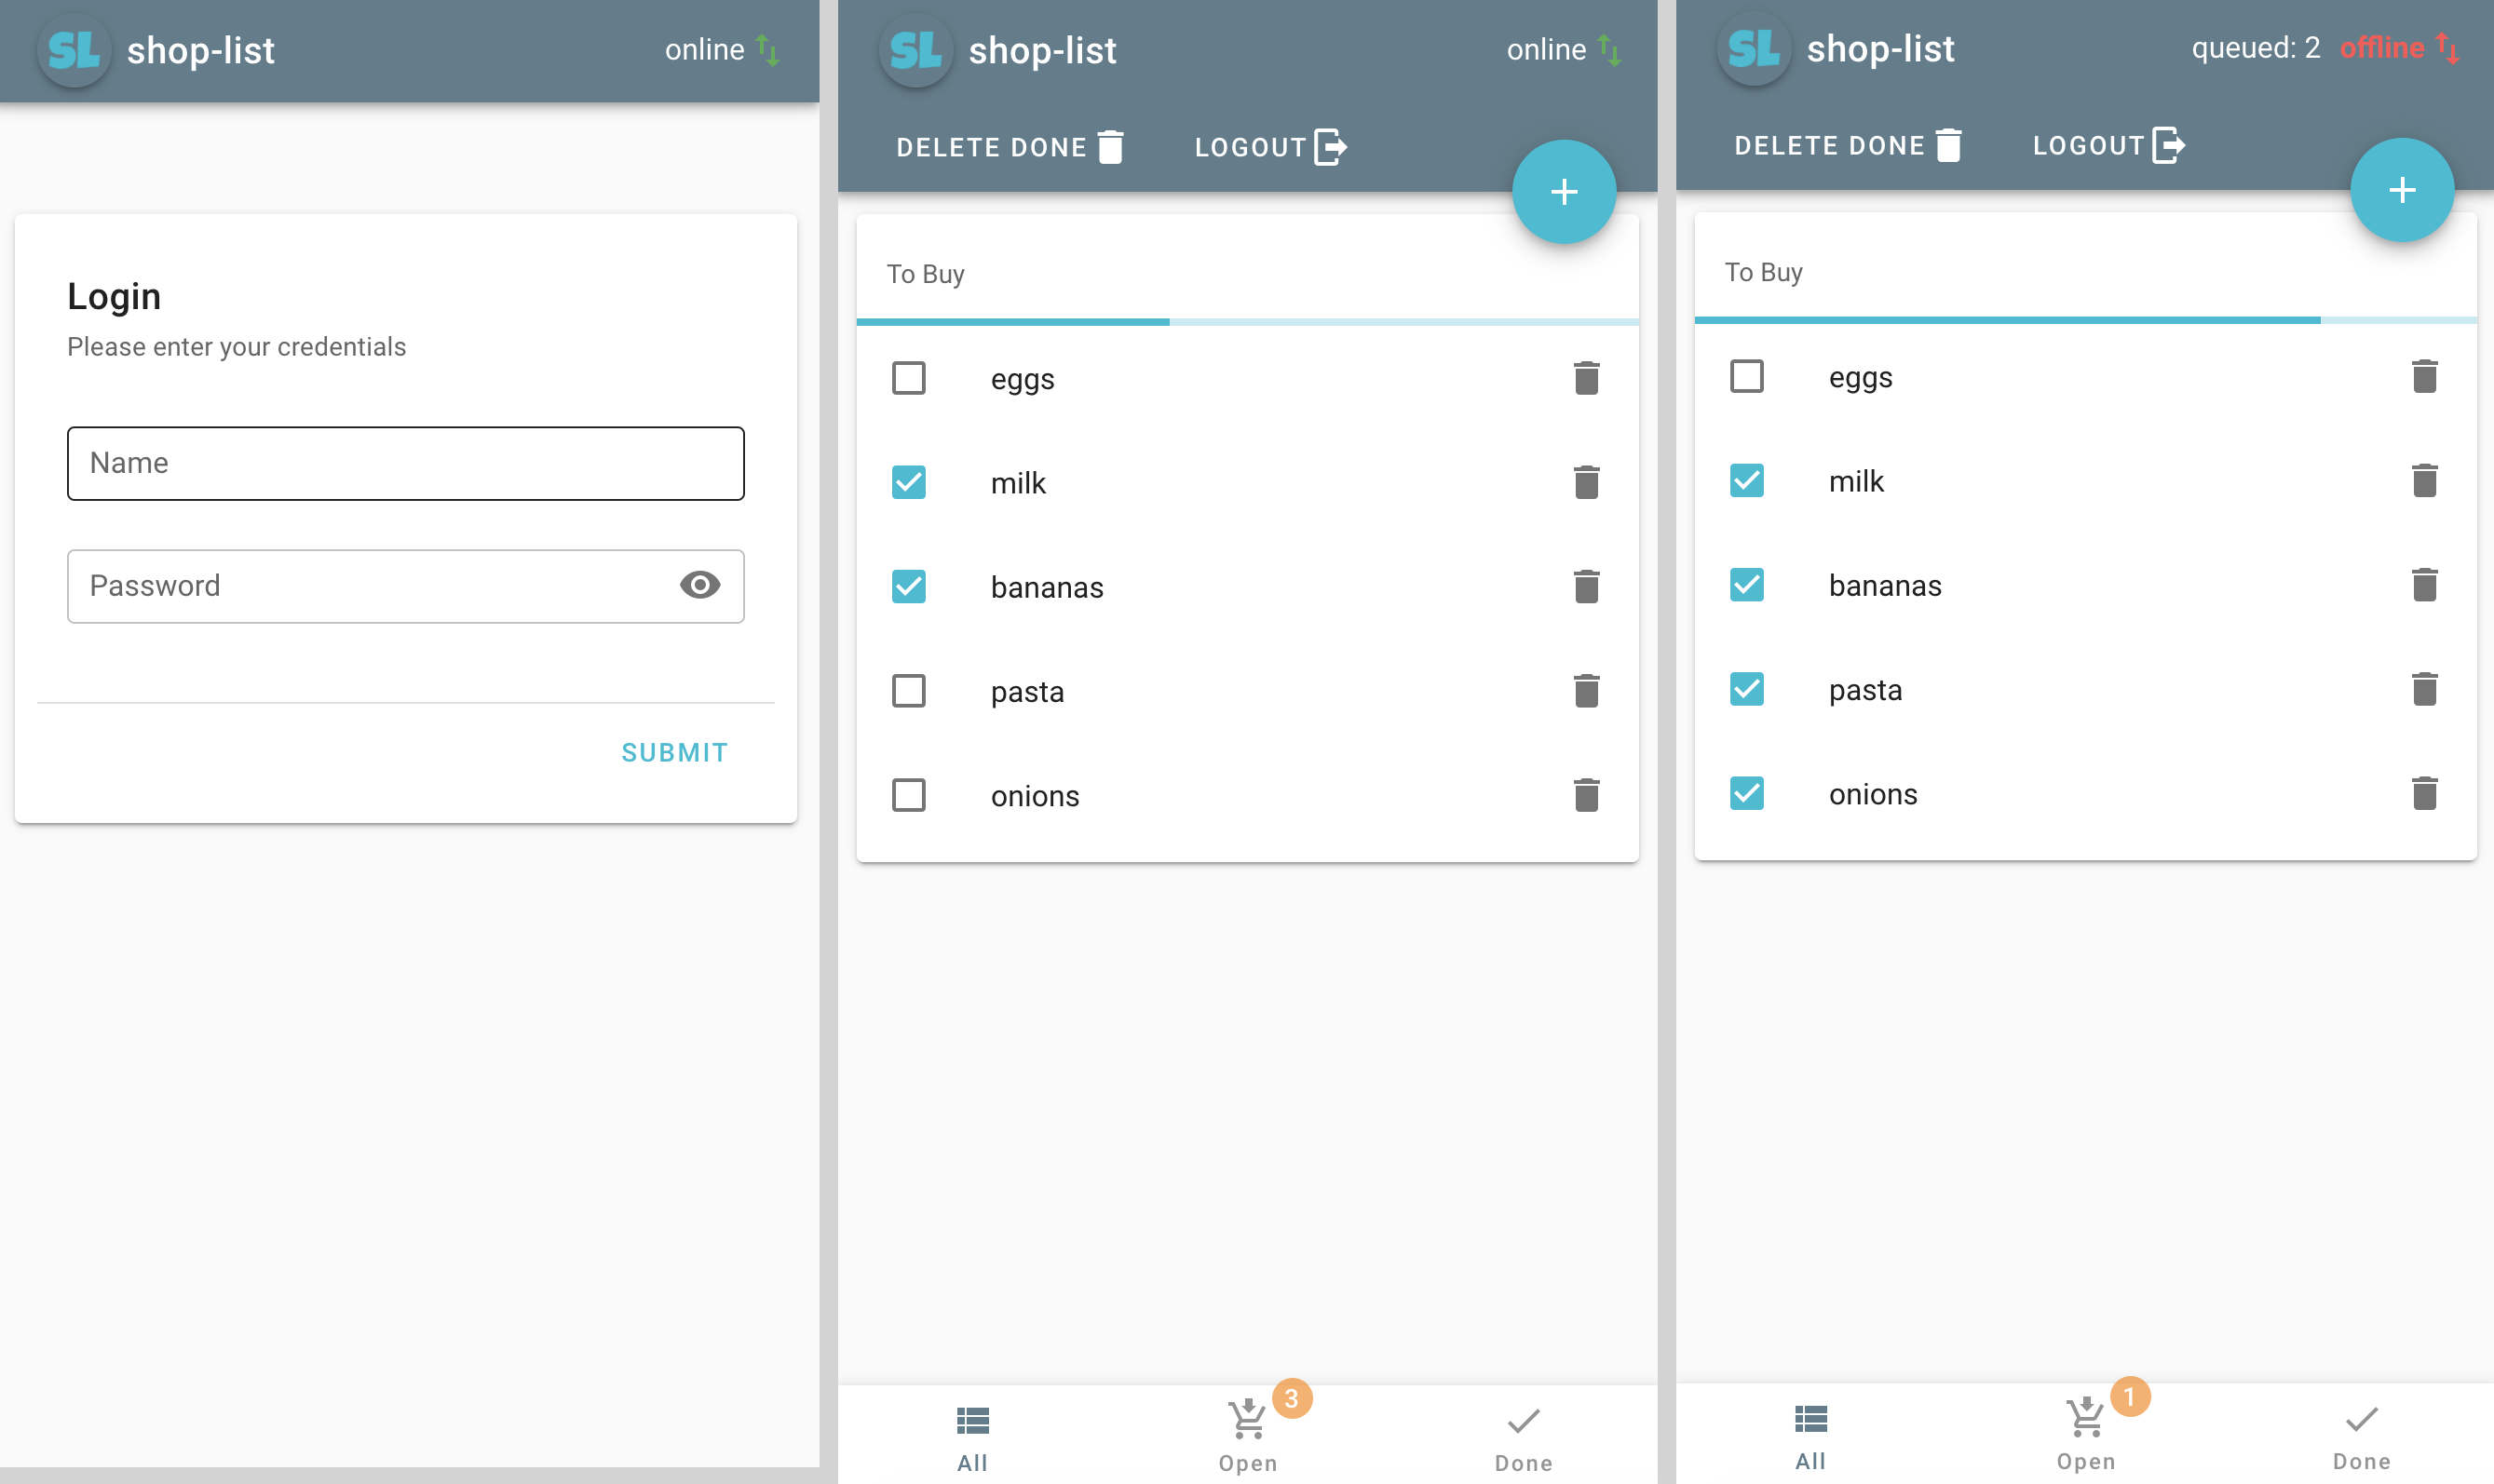 SL shop-list online
Login
Please enter your credentials
Name
Password
SUBMIT
SL shop-list online
DELETE DONE LOGOUT
+
To Buy
eggs
milk
bananas
pasta
onions
3
All Open Done
SL shop-list queued: 2 offline
DELETE DONE LOGOUT
+
To Buy
eggs
milk
bananas
pasta
onions
1
All Open Done